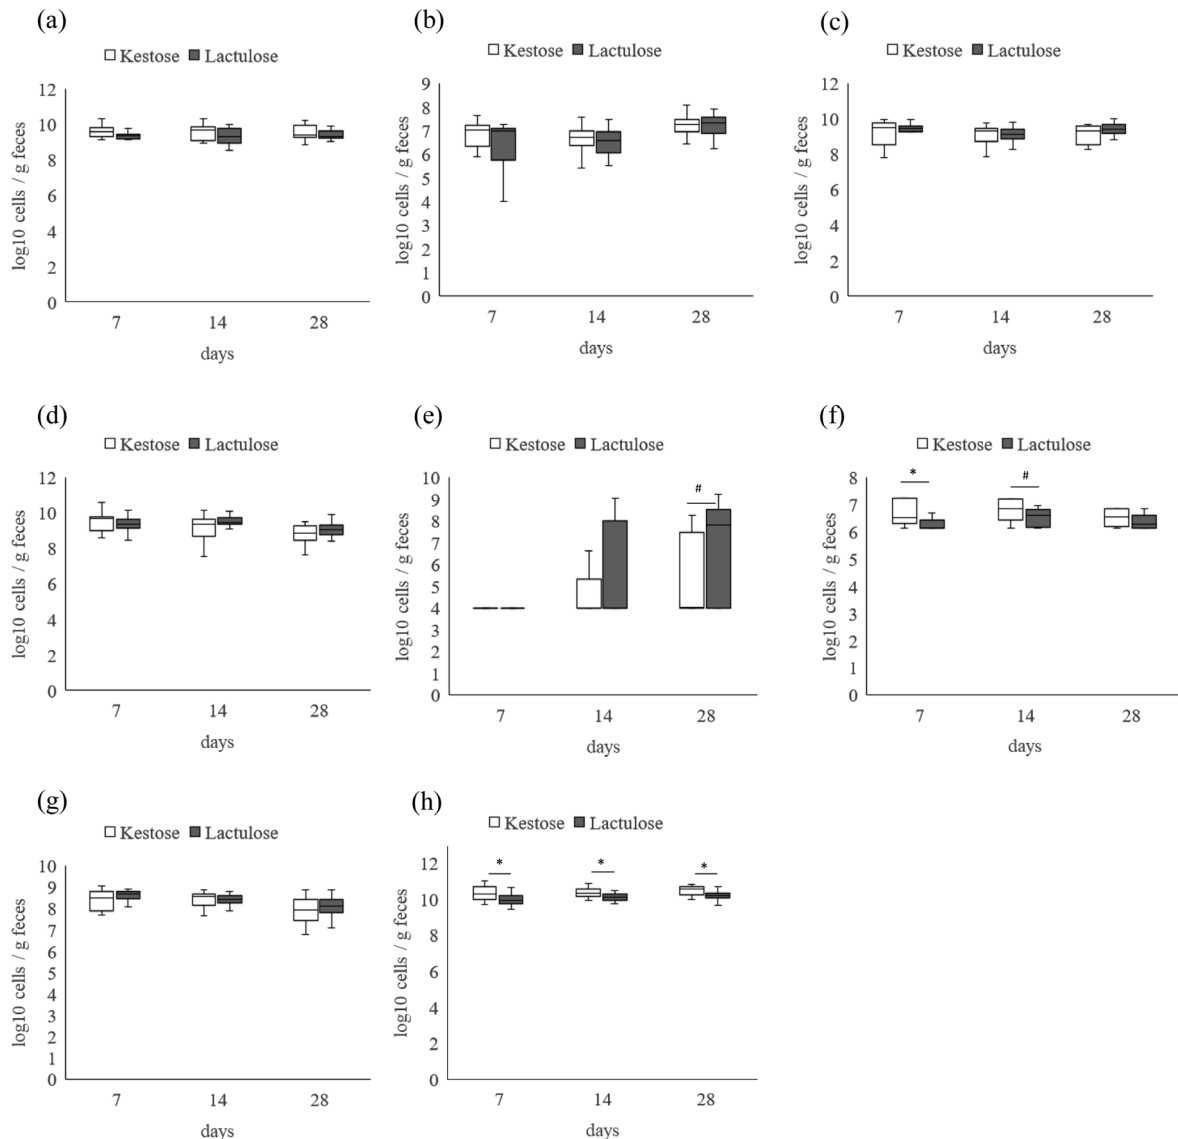 (a)
Kestose Lactulose
log10 cells / g feces
12
10
8
6
4
2
0
7 14 28
days
(b)
Kestose Lactulose
log10 cells / g feces
9
8
7
6
5
4
3
2
1
0
7 14 28
days
(c)
Kestose Lactulose
log10 cells / g feces
12
10
8
6
4
2
0
7 14 28
days
(d)
Kestose Lactulose
log10 cells / g feces
12
10
8
6
4
2
0
7 14 28
days
(e)
Kestose Lactulose
log10 cells / g feces
10
9
8
7
6
5
4
3
2
1
0
#
7 14 28
days
(f)
Kestose Lactulose
log10 cells / g feces
8
7
6
5
4
3
2
1
0
* #
7 14 28
days
(g)
Kestose Lactulose
log10 cells / g feces
10
9
8
7
6
5
4
3
2
1
0
7 14 28
days
(h)
Kestose Lactulose
log10 cells / g feces
12
10
8
6
4
2
0
* * *
7 14 28
days